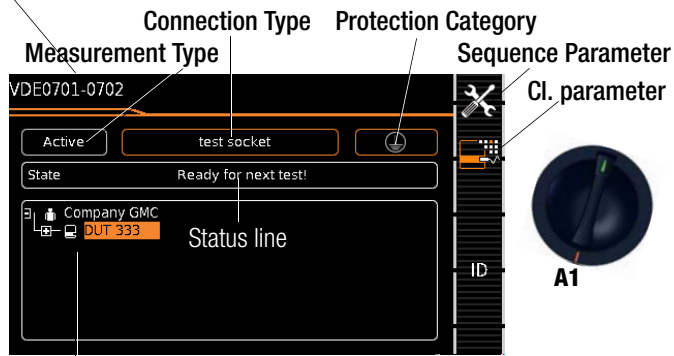 Connection Type
Protection Category
Measurement Type
Sequence Parameter
VDE0701-0702
Cl. parameter
Active
test socket
State
Ready for next test!
Company GMC
DUT 333
Status line
ID
A1